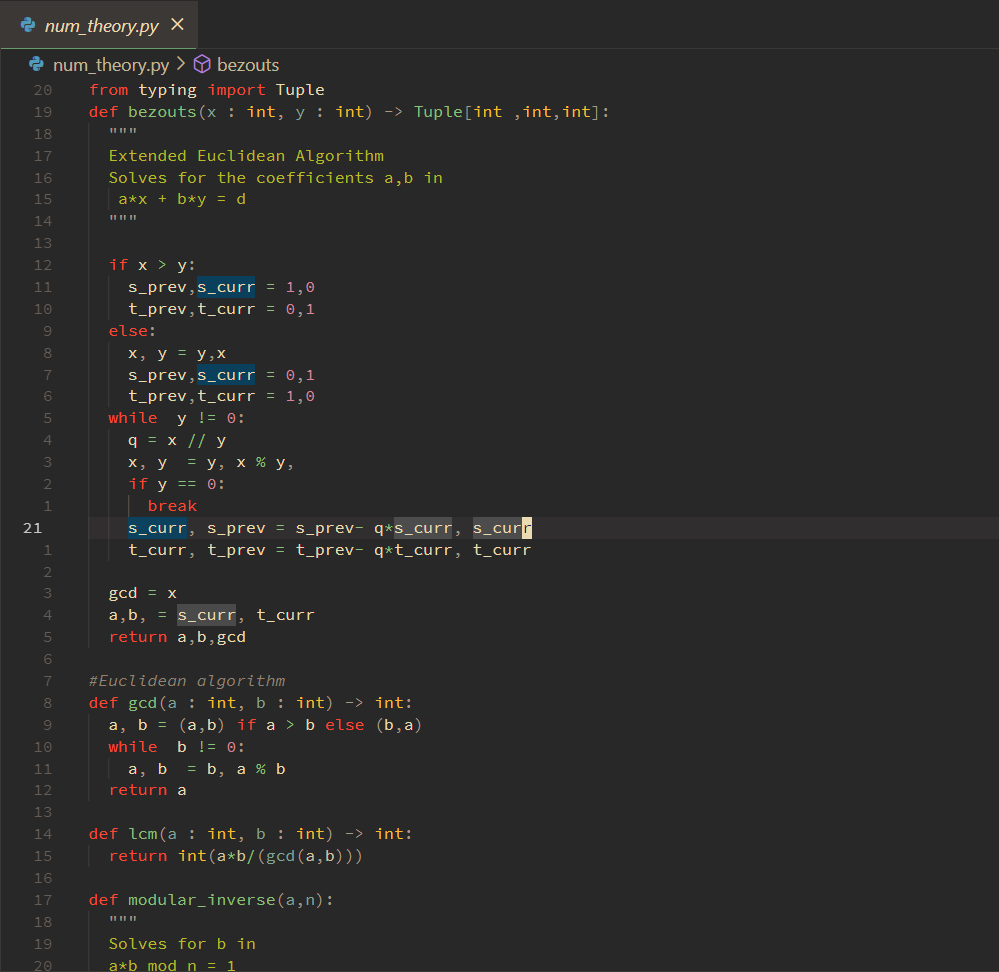 num_theory.py ×
num_theory.py > bezouts
20 from typing import Tuple
19 def bezouts(x : int, y : int) -> Tuple[int ,int,int]:
18   """
17   Extended Euclidean Algorithm
16   Solves for the coefficients a,b in
15    a*x + b*y = d
14   """
13
12   if x > y:
11     s_prev,s_curr = 1,0
10     t_prev,t_curr = 0,1
9   else:
8     x, y = y,x
7     s_prev,s_curr = 0,1
6     t_prev,t_curr = 1,0
5   while  y != 0:
4     q = x // y
3     x, y  = y, x % y,
2     if y == 0:
1       break
21     s_curr, s_prev = s_prev- q*s_curr, s_curr
1     t_curr, t_prev = t_prev- q*t_curr, t_curr
2
3   gcd = x
4   a,b, = s_curr, t_curr
5   return a,b,gcd
6
7 #Euclidean algorithm
8 def gcd(a : int, b : int) -> int:
9   a, b = (a,b) if a > b else (b,a)
10   while  b != 0:
11     a, b  = b, a % b
12   return a
13
14 def lcm(a : int, b : int) -> int:
15   return int(a*b/(gcd(a,b)))
16
17 def modular_inverse(a,n):
18   """
19   Solves for b in
20   a*b mod n = 1